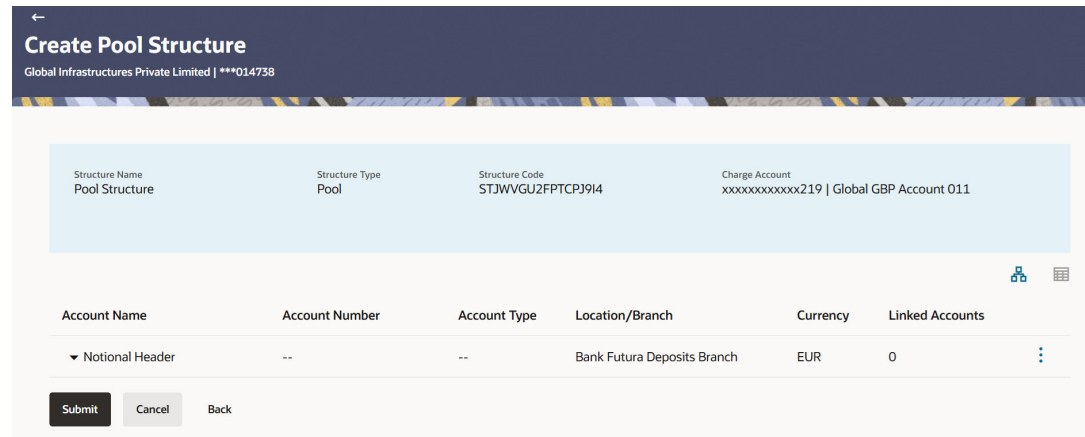 Create Pool Structure
Global Infrastructures Private Limited | ***014738
Structure Name Structure Type Structure Code Charge Account
Pool Structure Pool STJWVGU2FPTCPJ9I4 xxxxxxxxxxxx219 | Global GBP Account 011
Account Name Account Number Account Type Location/Branch Currency Linked Accounts
Notional Header -- -- Bank Futura Deposits Branch EUR 0
Submit Cancel Back